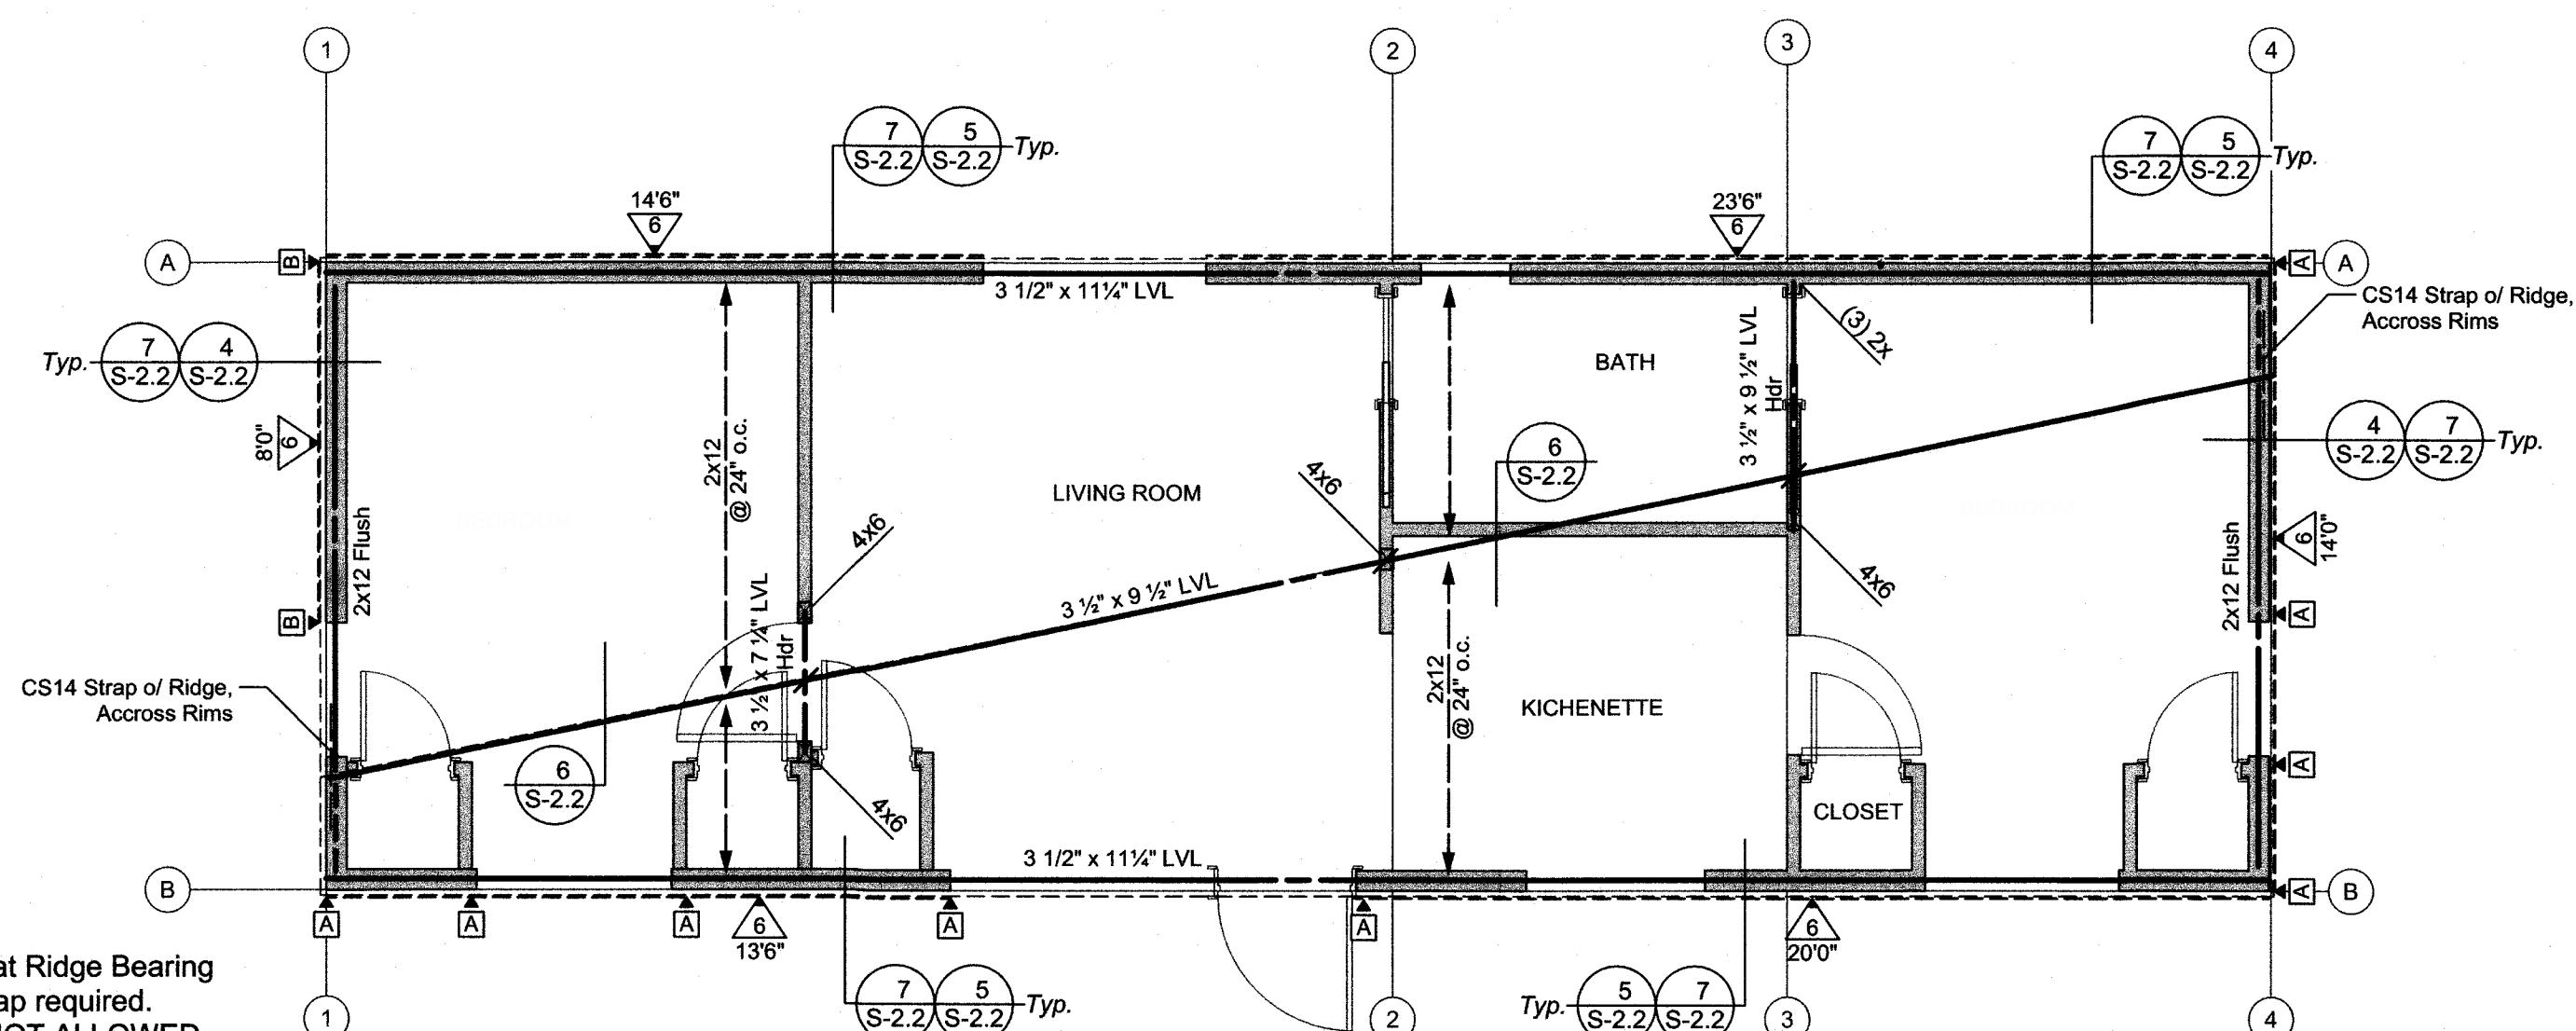 1
2
3
4
7
S-2.2
5
S-2.2
Typ.
7
S-2.2
5
S-2.2
Typ.
14'6"
6
23'6"
6
A
B
A
A
3 1/2" x 11¼" LVL
CS14 Strap o/ Ridge,
Accross Rims
(3) 2x
Typ.
7
S-2.2
4
S-2.2
BATH
3 ½" x 9 ½" LVL
Hdr
8'0"
6
2x12
@ 24" o.c.
LIVING ROOM
4x6
6
S-2.2
4
S-2.2
7
S-2.2
Typ.
2x12 Flush
4x6
4x6
2x12 Flush
6
14'0"
B
A
3 ½" x 7 ¼" LVL
Hdr
3 ½" x 9 ½" LVL
2x12
@ 24" o.c.
KICHENETTE
CS14 Strap o/ Ridge,
Accross Rims
6
S-2.2
4x6
CLOSET
A
3 1/2" x 11¼" LVL
B
A
B
A
A
A
6
13'6"
A
A
6
20'0"
at Ridge Bearing
ap required.
NOT ALLOWED
1
7
S-2.2
5
S-2.2
Typ.
2
Typ.
5
S-2.2
7
S-2.2
3
4